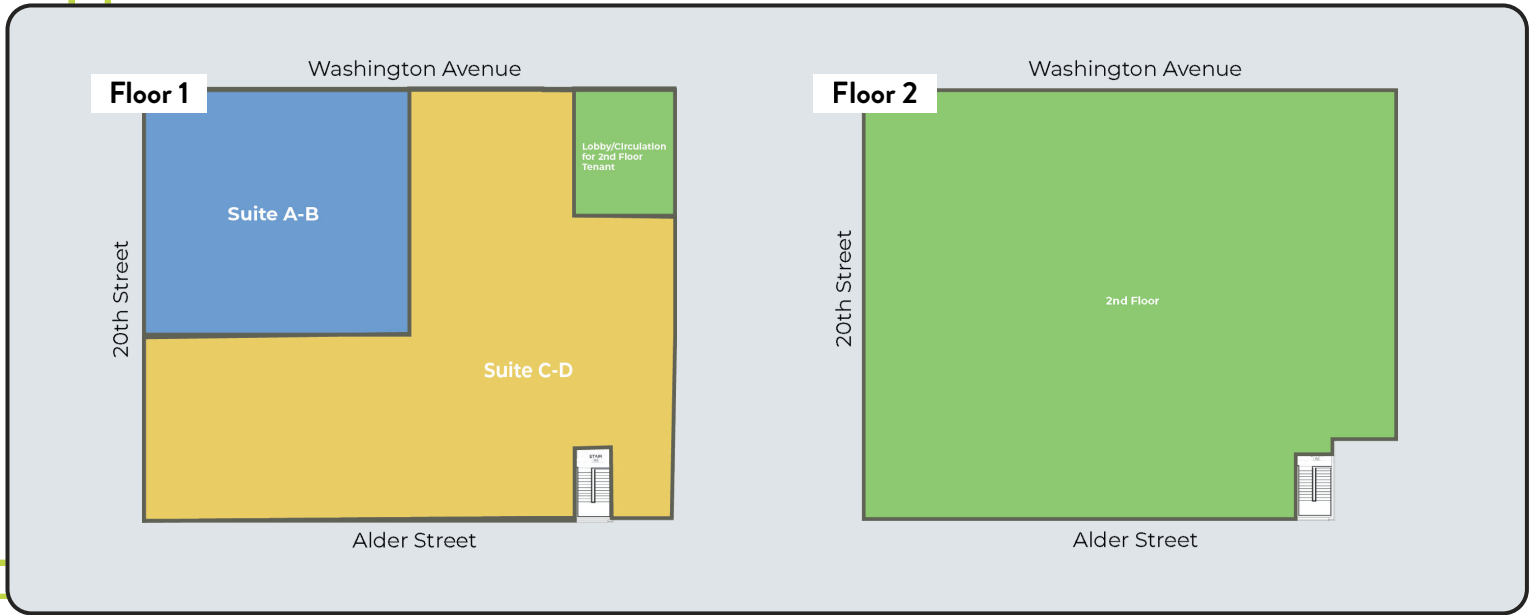 Washington Avenue
Floor 1
Lobby/CIrculation
for 2nd Floor
Tenant
Suite A-B
20th Street
Suite C-D
STAIR
Alder Street
Washington Avenue
Floor 2
20th Street
2nd Floor
Alder Street